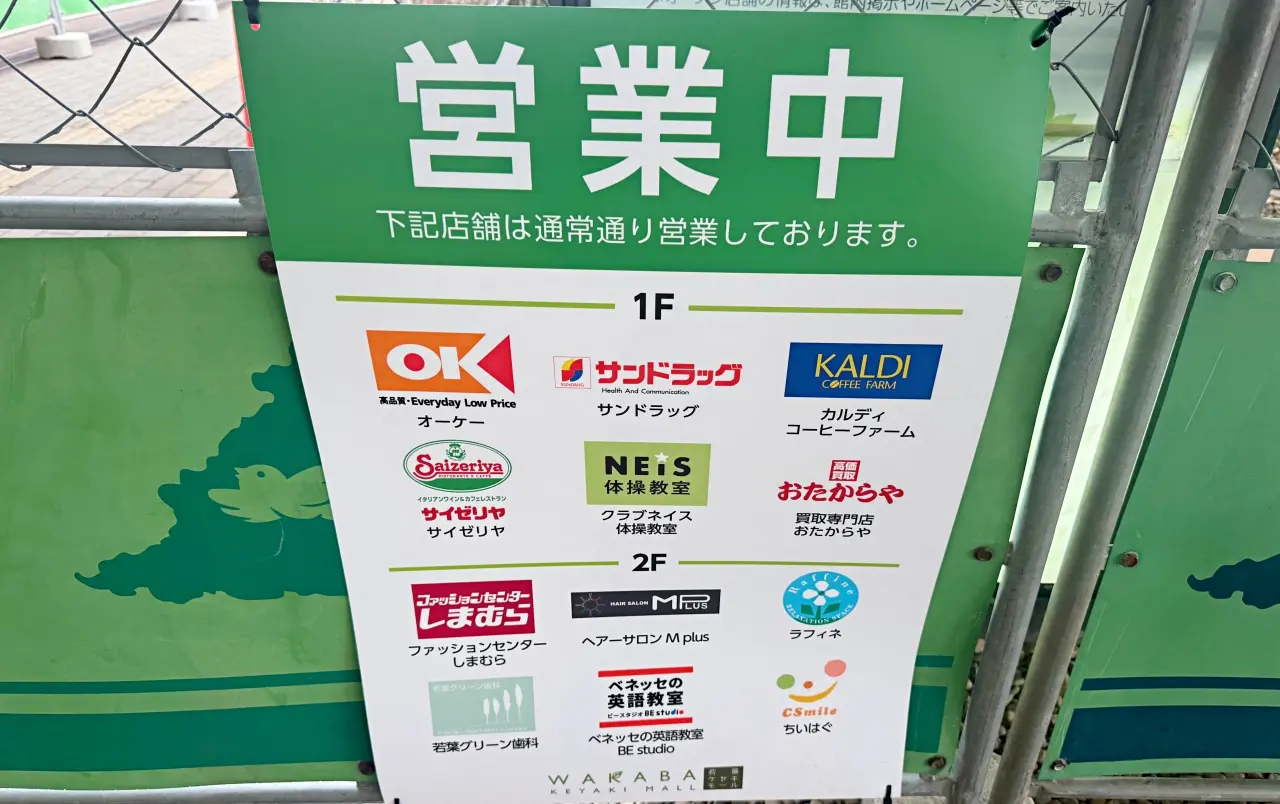 営業中
下記店舗は通常通り営業しております。
1F
OK
高品質・Everyday Low Price
オーケー
SUNDRUG
サンドラッグ
Health And Communication
サンドラッグ
KALDI
COFFEE FARM
カルディ
コーヒーファーム
Saizeriya
RISTORANTE E CAFFÈ
イタリアンワイン&カフェレストラン
サイゼリヤ
サイゼリヤ
NEiS
体操教室
クラブネイス
体操教室
高価
買取
おたからや
買取専門店
おたからや
2F
ファッションセンター
しまむら
ファッションセンター
しまむら
HAIR SALON M PLUS
ヘアーサロン M plus
Raffine
RELAXATION SPACE
ラフィネ
若葉グリーン歯科
若葉グリーン歯科
ベネッセの
英語教室
ビースタジオ BE studio
ベネッセの英語教室
BE studio
CSmile
ちいはぐ
WAKABA
KEYAKI MALL